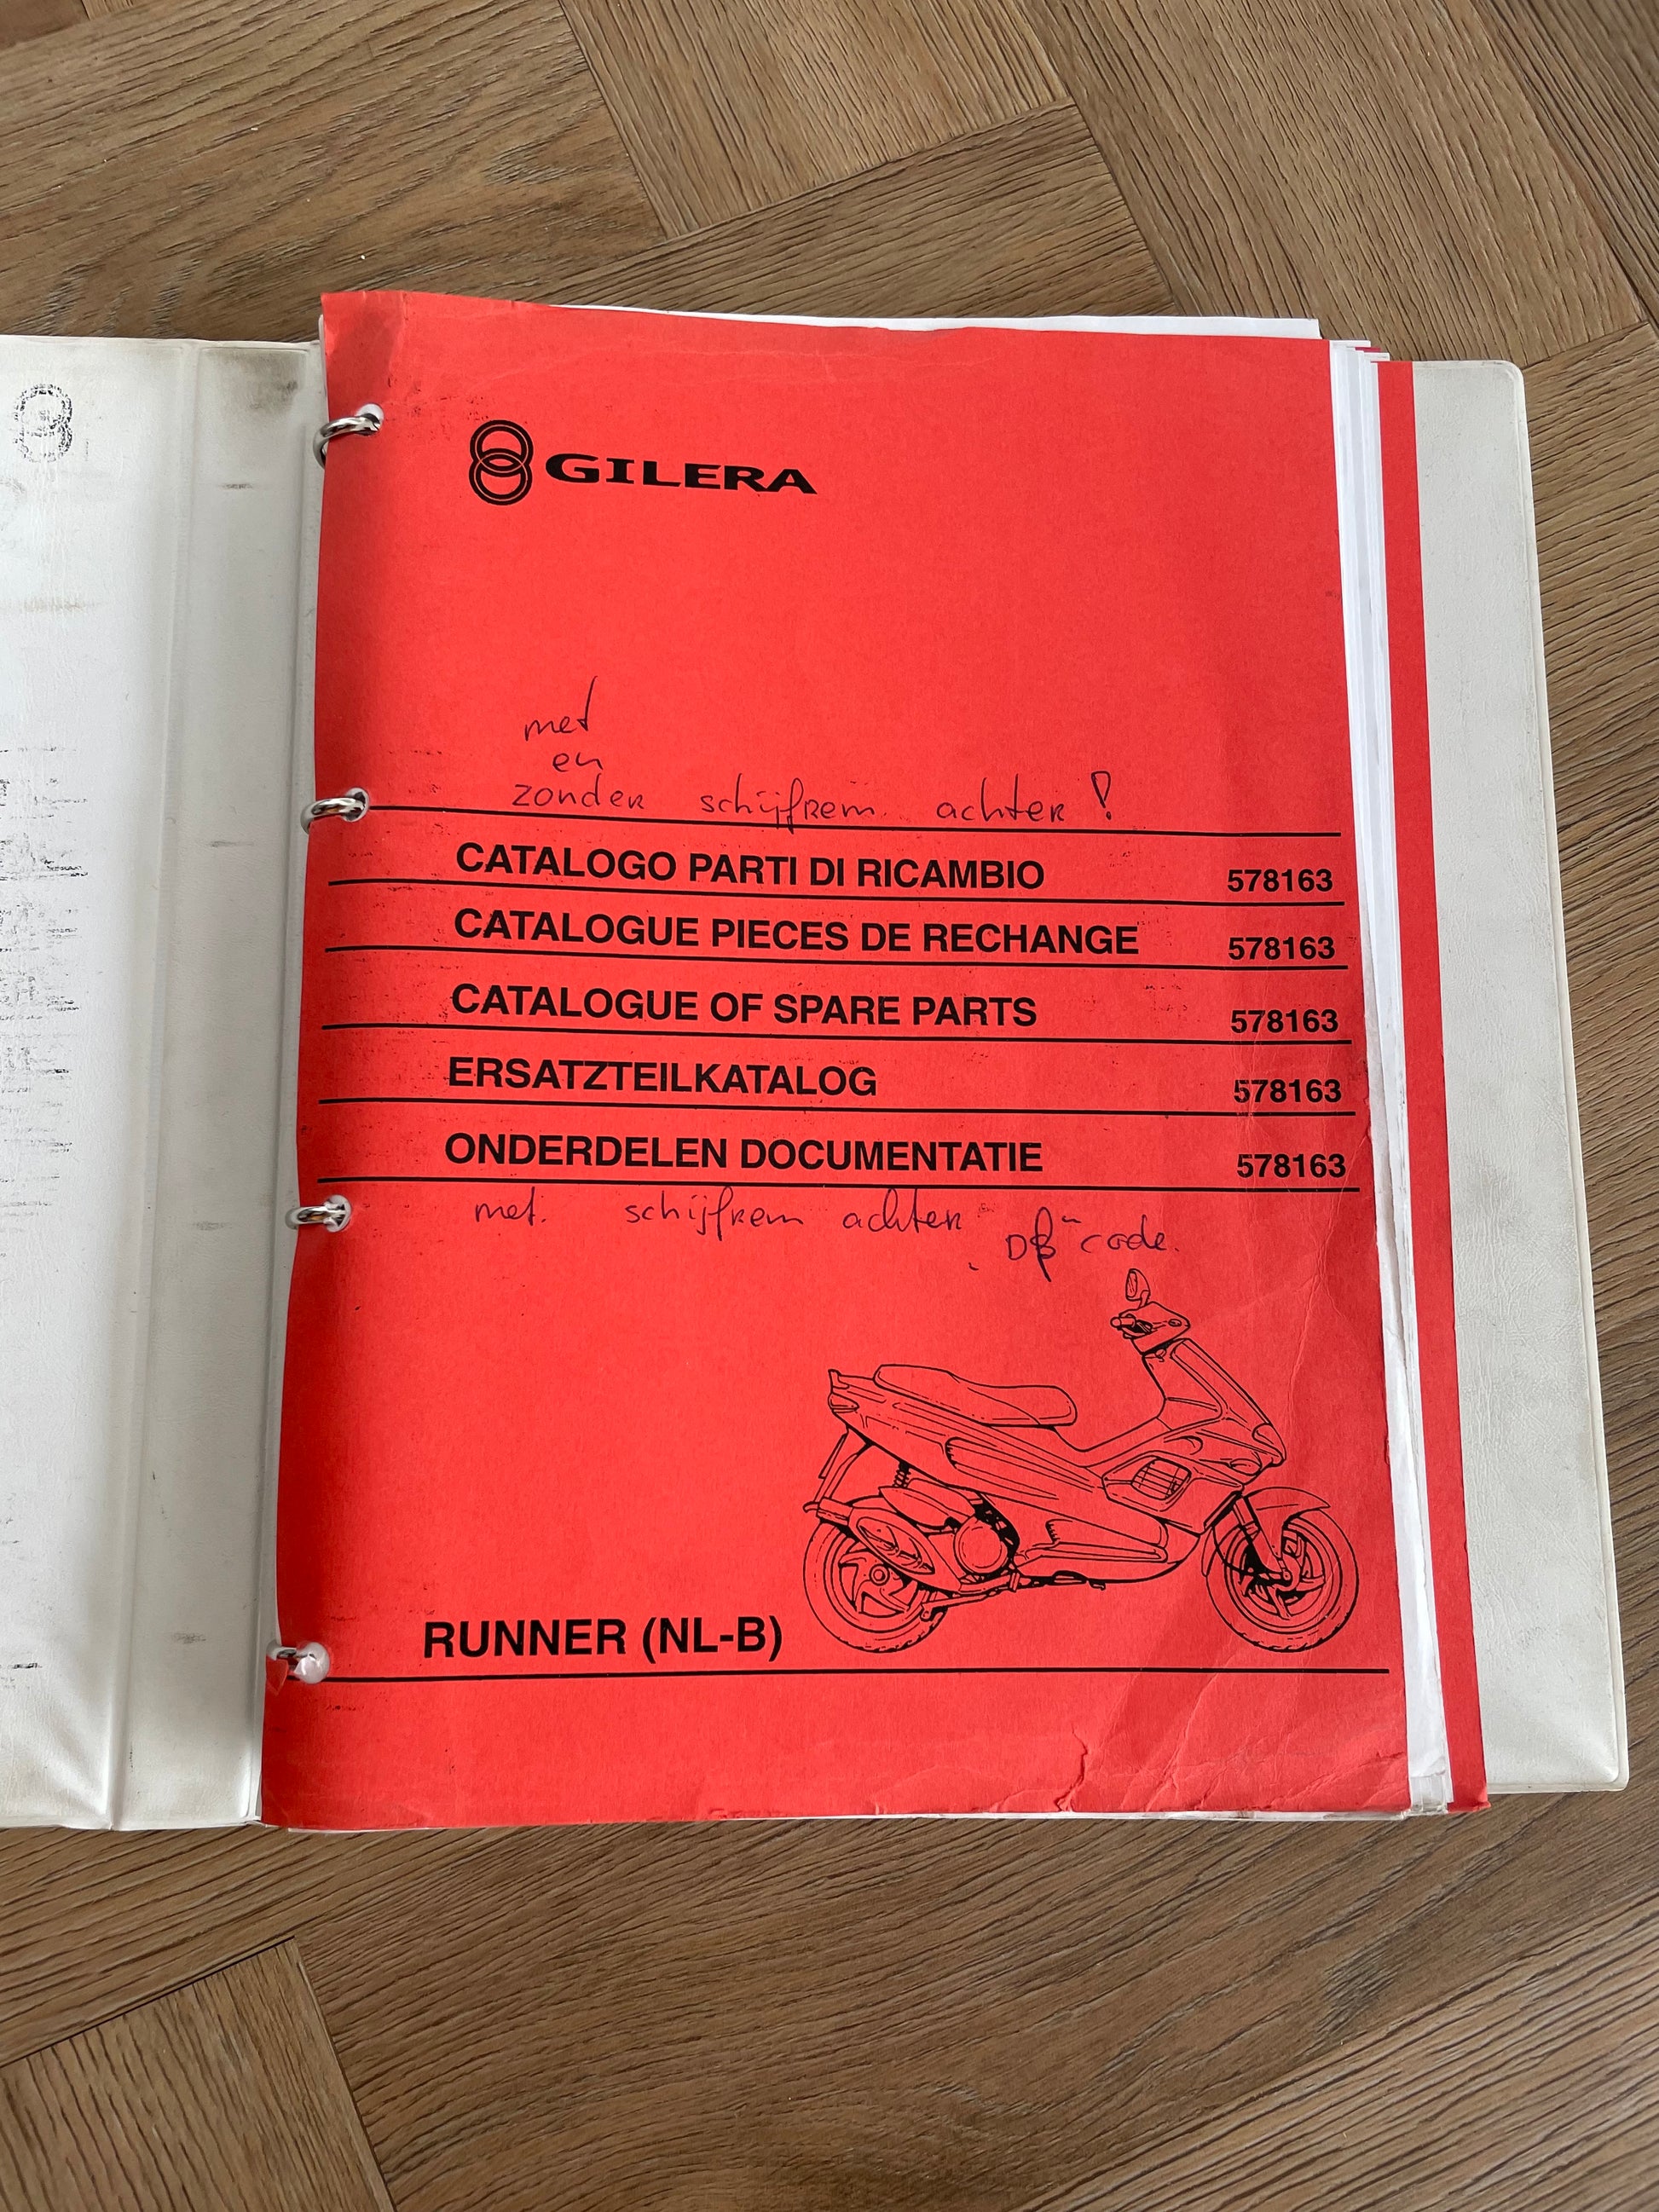 GILERA
met
en
zonder schijfrem achter!
CATALOGO PARTI DI RICAMBIO 578163
CATALOGUE PIECES DE RECHANGE 578163
CATALOGUE OF SPARE PARTS 578163
ERSATZTEILKATALOG 578163
ONDERDELEN DOCUMENTATIE 578163
met. schijfrem achter
code.
RUNNER (NL-B)